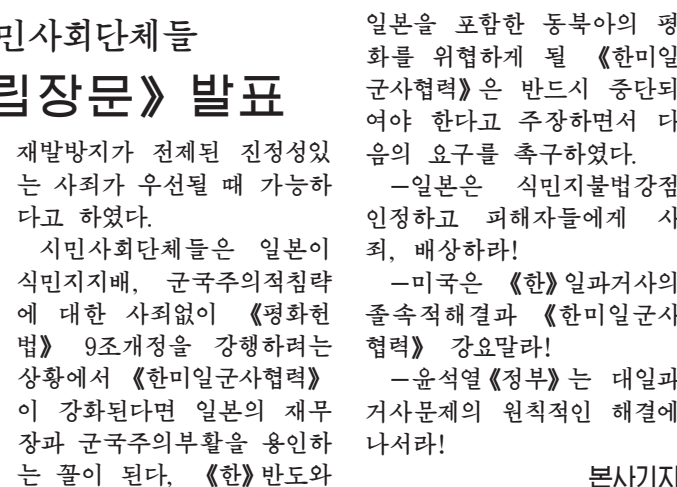 민사회단체들
립장문》 발표
재발방지가 전제된 진정성있
는 사죄가 우선될 때 가능하
다고 하였다.
시민사회단체들은 일본이
식민지지배, 군국주의적침략
에 대한 사죄없이 《평화헌
법》 9조개정을 강행하려는
상황에서 《한미일군사협력》
이 강화된다면 일본의 재무
장과 군국주의부활을 용인하
는 꼴이 된다, 《한》반도와
일본을 포함한 동북아의 평
화를 위협하게 될 《한미일
군사협력》은 반드시 중단되
여야 한다고 주장하면서 다
음의 요구를 촉구하였다.
－일본은 식민지불법강점
인정하고 피해자들에게 사
죄, 배상하라!
－미국은 《한》일과거사의
졸속적해결과 《한미일군사
협력》 강요말라!
－윤석열《정부》는 대일과
거사문제의 원칙적인 해결에
나서라!
본사기자